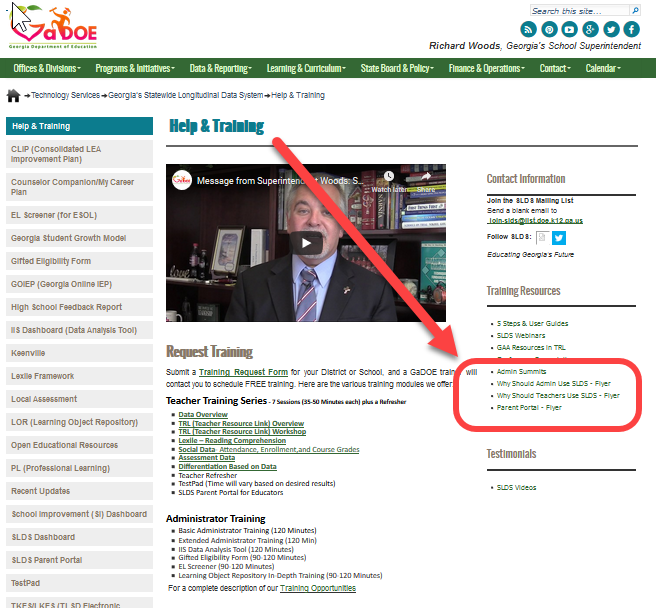 GaDOE
Georgia Department of Education
Search this site...
Richard Woods, Georgia's School Superintendent
Offices & Divisions
Programs & Initiatives
Data & Reporting
Learning & Curriculum
State Board & Policy
Finance & Operations
Contact
Calendar
Technology Services
Georgia's Statewide Longitudinal Data System
Help & Training
Help & Training
CLIP (Consolidated LEA
Improvement Plan)
Counselor Companion/My Career
Plan
EL Screener (for ESOL)
Georgia Student Growth Model
Gifted Eligibility Form
GOIEP (Georgia Online IEP)
High School Feedback Report
IIS Dashboard (Data Analysis Tool)
Keenville
Lexile Framework
Local Assessment
LOR (Learning Object Repository)
Open Educational Resources
PL (Professional Learning)
Recent Updates
School Improvement (SI) Dashboard
SLDS Dashboard
SLDS Parent Portal
TestPad
Help & Training
Message from Superintendent Woods: S...
Watch later
Share
Request Training
Submit a Training Request Form for your District or School, and a GaDOE trainer will
contact you to schedule FREE training. Here are the various training modules we offer:
Teacher Training Series - 7 Sessions (35-50 Minutes each) plus a Refresher
Data Overview
TRL (Teacher Resource Link) Overview
TRL (Teacher Resource Link) Workshop
Lexile – Reading Comprehension
Social Data- Attendance, Enrollment,and Course Grades
Assessment Data
Differentiation Based on Data
Teacher Refresher
TestPad (Time will vary based on desired results)
SLDS Parent Portal for Educators
Administrator Training
Basic Administrator Training (120 Minutes)
Extended Administrator Training (120 Min)
IIS Data Analysis Tool (120 Minutes)
Gifted Eligibility Form (90-120 Minutes)
EL Screener (90-120 Minutes)
Learning Object Repository In-Depth Training (90-120 Minutes)
For a complete description of our Training Opportunities
Contact Information
Join the SLDS Mailing List
Send a blank email to
join-slds@list.doe.k12.ga.us
Follow SLDS:
Educating Georgia's Future
Training Resources
5 Steps & User Guides
SLDS Webinars
GAA Resources in TRL
Admin Summits
Why Should Admin Use SLDS - Flyer
Why Should Teachers Use SLDS - Flyer
Parent Portal - Flyer
Testimonials
SLDS Videos